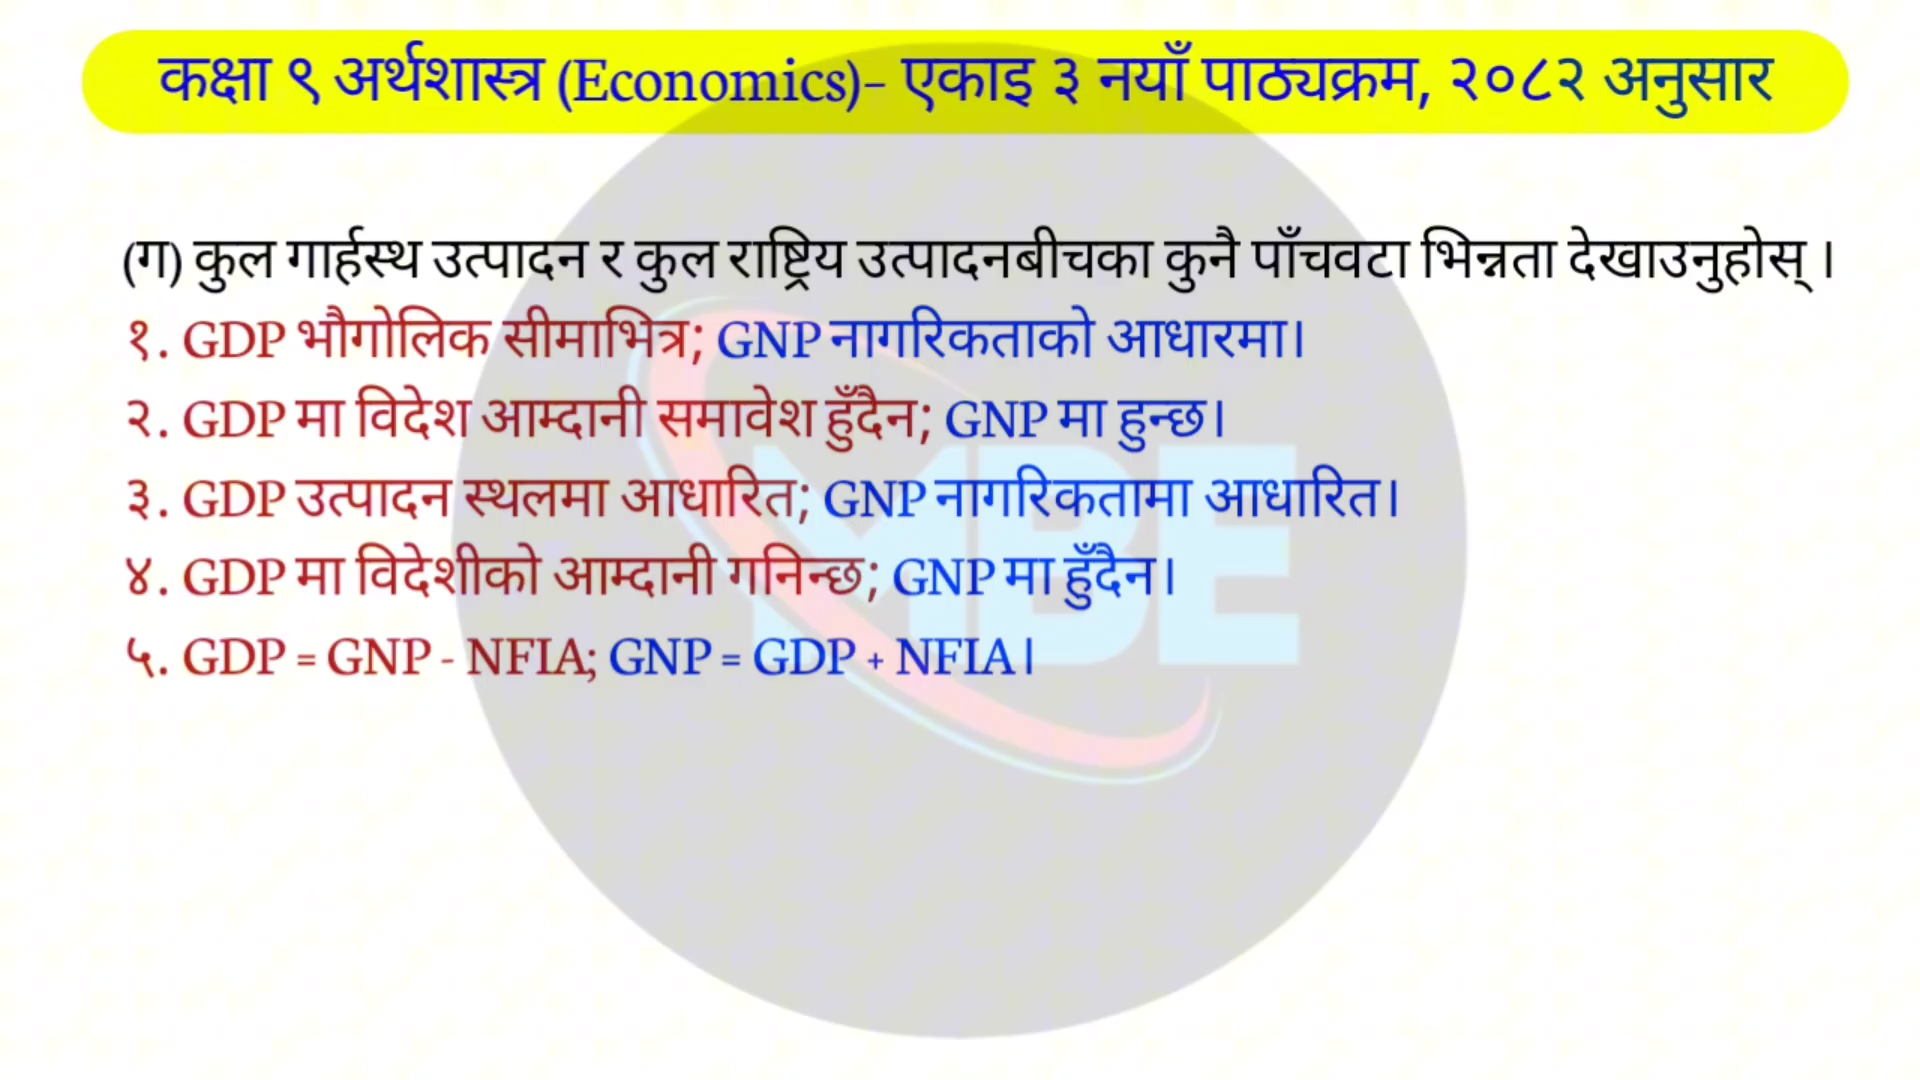 कक्षा ९ अर्थशास्त्र (Economics)- एकाइ ३ नयाँ पाठ्यक्रम, २०८२ अनुसार
(ग) कुल गार्हस्थ उत्पादन र कुल राष्ट्रिय उत्पादनबीचका कुनै पाँचवटा भिन्नता देखाउनुहोस् ।
१. GDP भौगोलिक सीमाभित्र; GNP नागरिकताको आधारमा।
२. GDP मा विदेश आम्दानी समावेश हुँदैन; GNP मा हुन्छ।
३. GDP उत्पादन स्थलमा आधारित; GNP नागरिकतामा आधारित।
४. GDP मा विदेशीको आम्दानी गनिन्छ; GNP मा हुँदैन।
५. GDP = GNP - NFIA; GNP = GDP + NFIA।
MBE